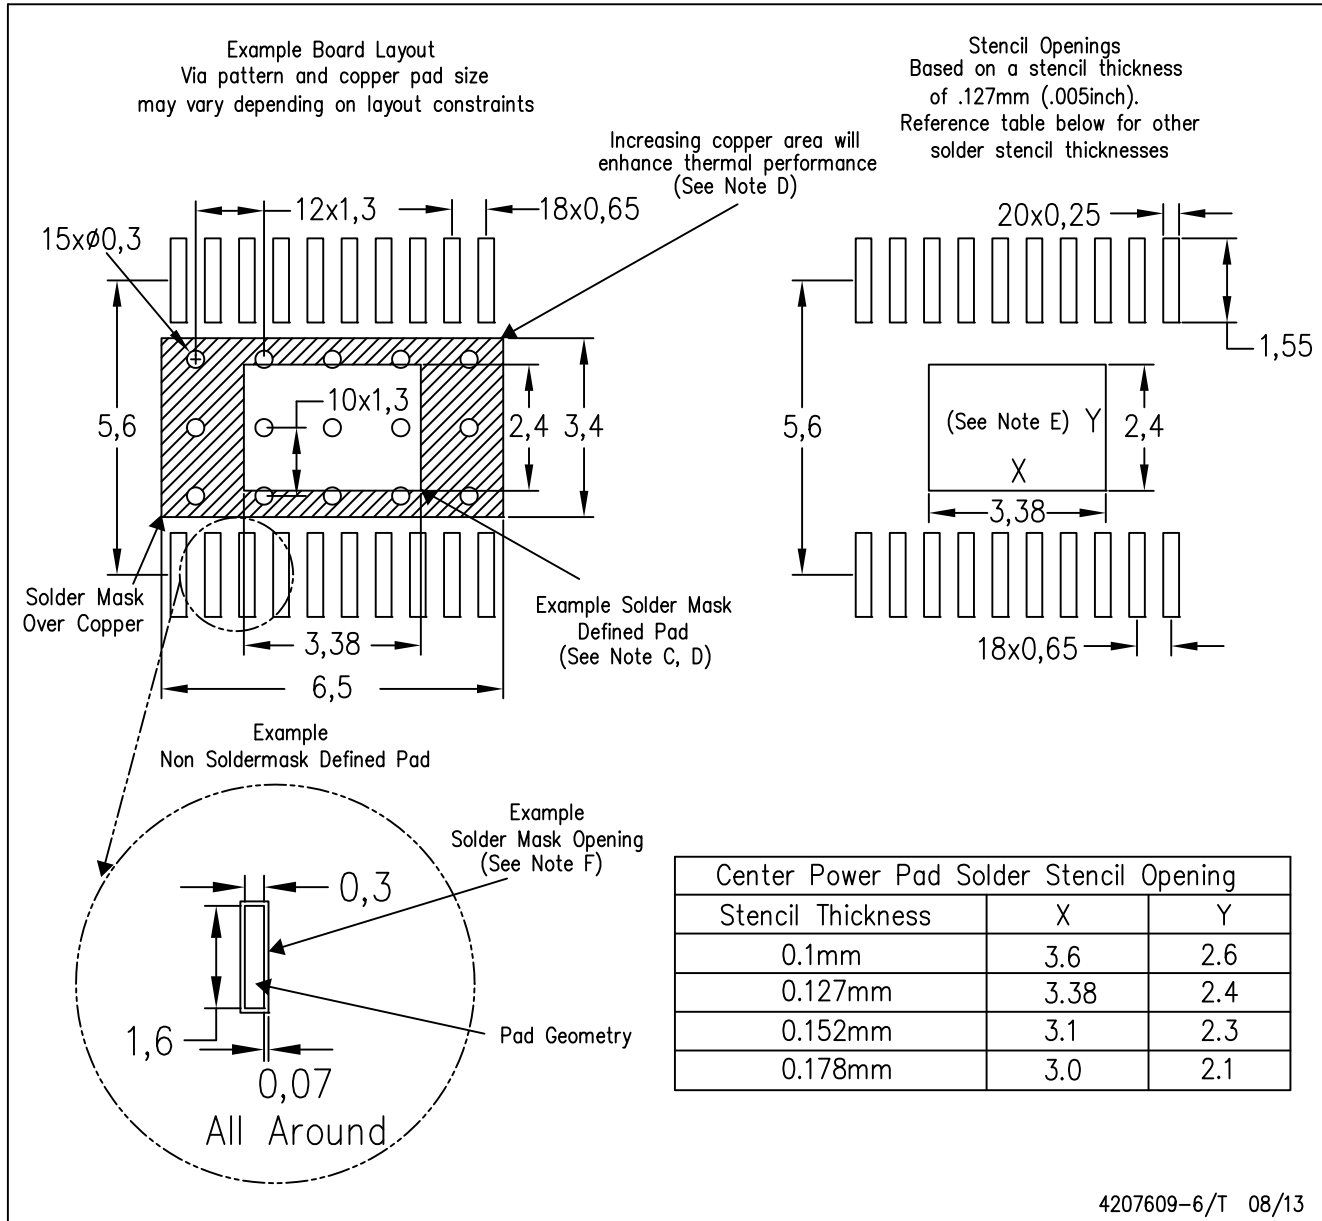 Example Board Layout
Via pattern and copper pad size
may vary depending on layout constraints
Stencil Openings
Based on a stencil thickness
of .127mm (.005inch).
Reference table below for other
solder stencil thicknesses
Increasing copper area will
enhance thermal performance
(See Note D)
12x1,3
18x0,65
15xø0,3
5,6
10x1,3
2,4
3,4
Solder Mask
Over Copper
Example Solder Mask
Defined Pad
(See Note C, D)
3,38
6,5
20x0,25
1,55
5,6
(See Note E)
Y
X
2,4
3,38
18x0,65
Example
Non Soldermask Defined Pad
Example
Solder Mask Opening
(See Note F)
0,3
1,6
Pad Geometry
0,07
All Around
Center Power Pad Solder Stencil Opening
Stencil Thickness X Y
0.1mm 3.6 2.6
0.127mm 3.38 2.4
0.152mm 3.1 2.3
0.178mm 3.0 2.1
4207609-6/T 08/13